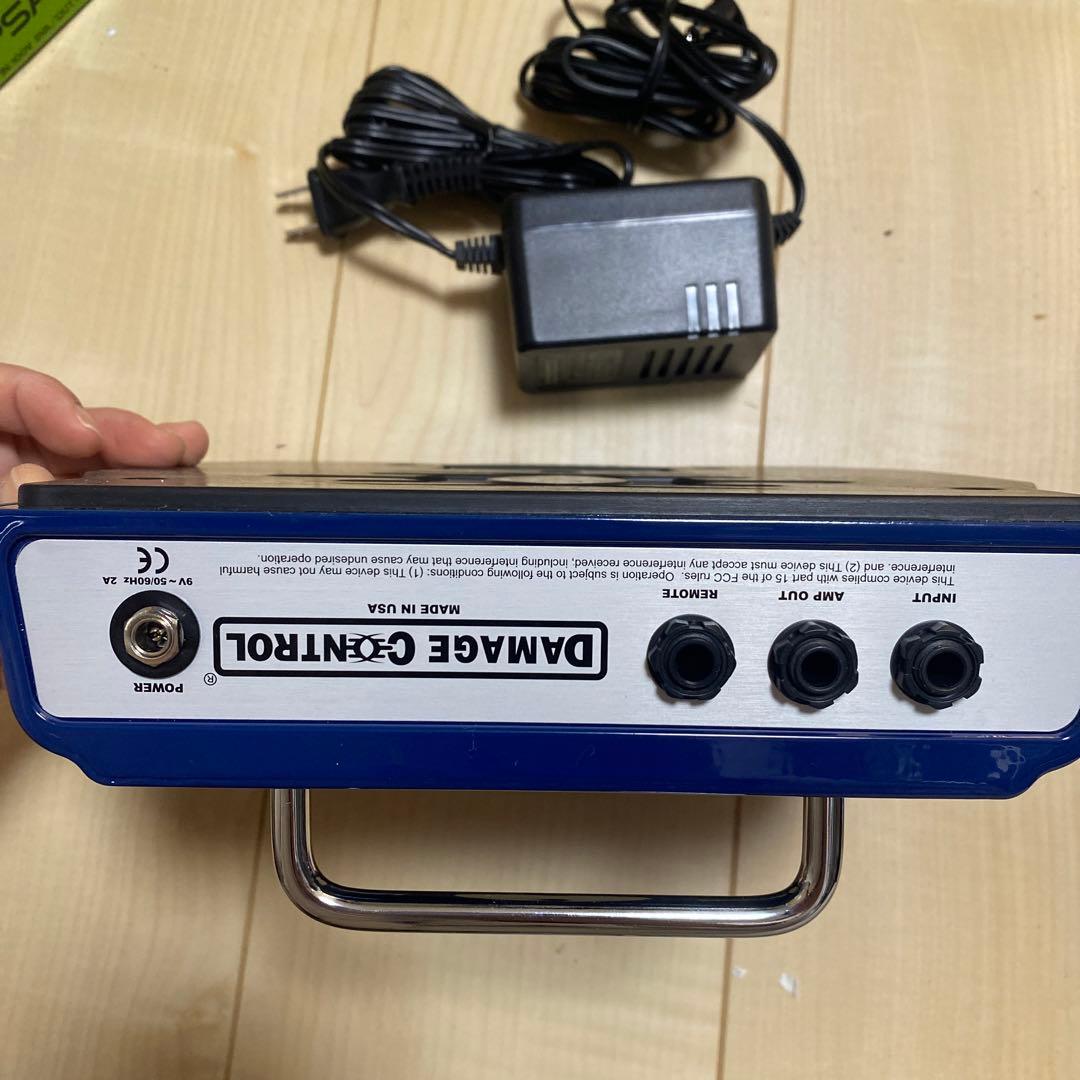 INPUT
AMP OUT
REMOTE
DAMAGE CONTROL®
MADE IN USA
POWER
9V~50/60Hz 2A
CE
This device complies with part 15 of the FCC rules. Operation is subject to the following conditions: (1) This device may not cause harmful
interference. and (2) This device must accept any interference received, including interference that may cause undesired operation.